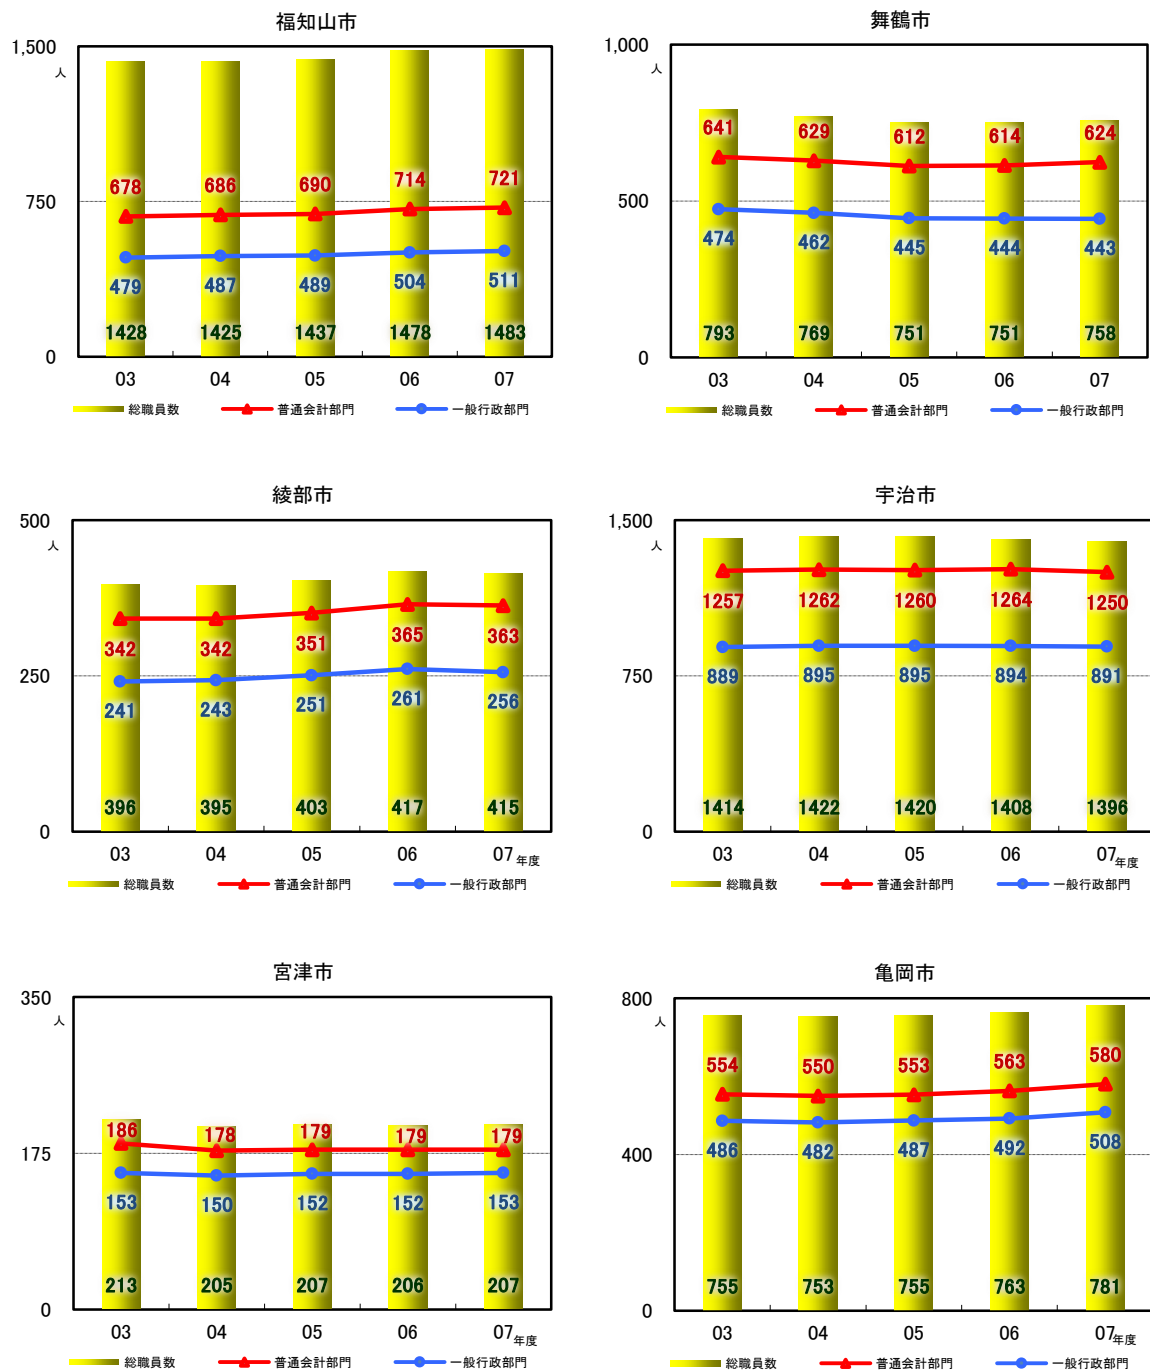 福知山市
1,500
人
750
0
678 686 690 714 721
479 487 489 504 511
1428 1425 1437 1478 1483
03 04 05 06 07
総職員数 普通会計部門 一般行政部門
舞鶴市
1,000
人
500
0
641 629 612 614 624
474 462 445 444 443
793 769 751 751 758
03 04 05 06 07
総職員数 普通会計部門 一般行政部門
綾部市
500
人
250
0
342 342 351 365 363
241 243 251 261 256
396 395 403 417 415
03 04 05 06 07 年度
総職員数 普通会計部門 一般行政部門
宇治市
1,500
人
750
0
1257 1262 1260 1264 1250
889 895 895 894 891
1414 1422 1420 1408 1396
03 04 05 06 07 年度
総職員数 普通会計部門 一般行政部門
宮津市
350
人
175
0
186 178 179 179 179
153 150 152 152 153
213 205 207 206 207
03 04 05 06 07 年度
総職員数 普通会計部門 一般行政部門
亀岡市
800
人
400
0
554 550 553 563 580
486 482 487 492 508
755 753 755 763 781
03 04 05 06 07 年度
総職員数 普通会計部門 一般行政部門